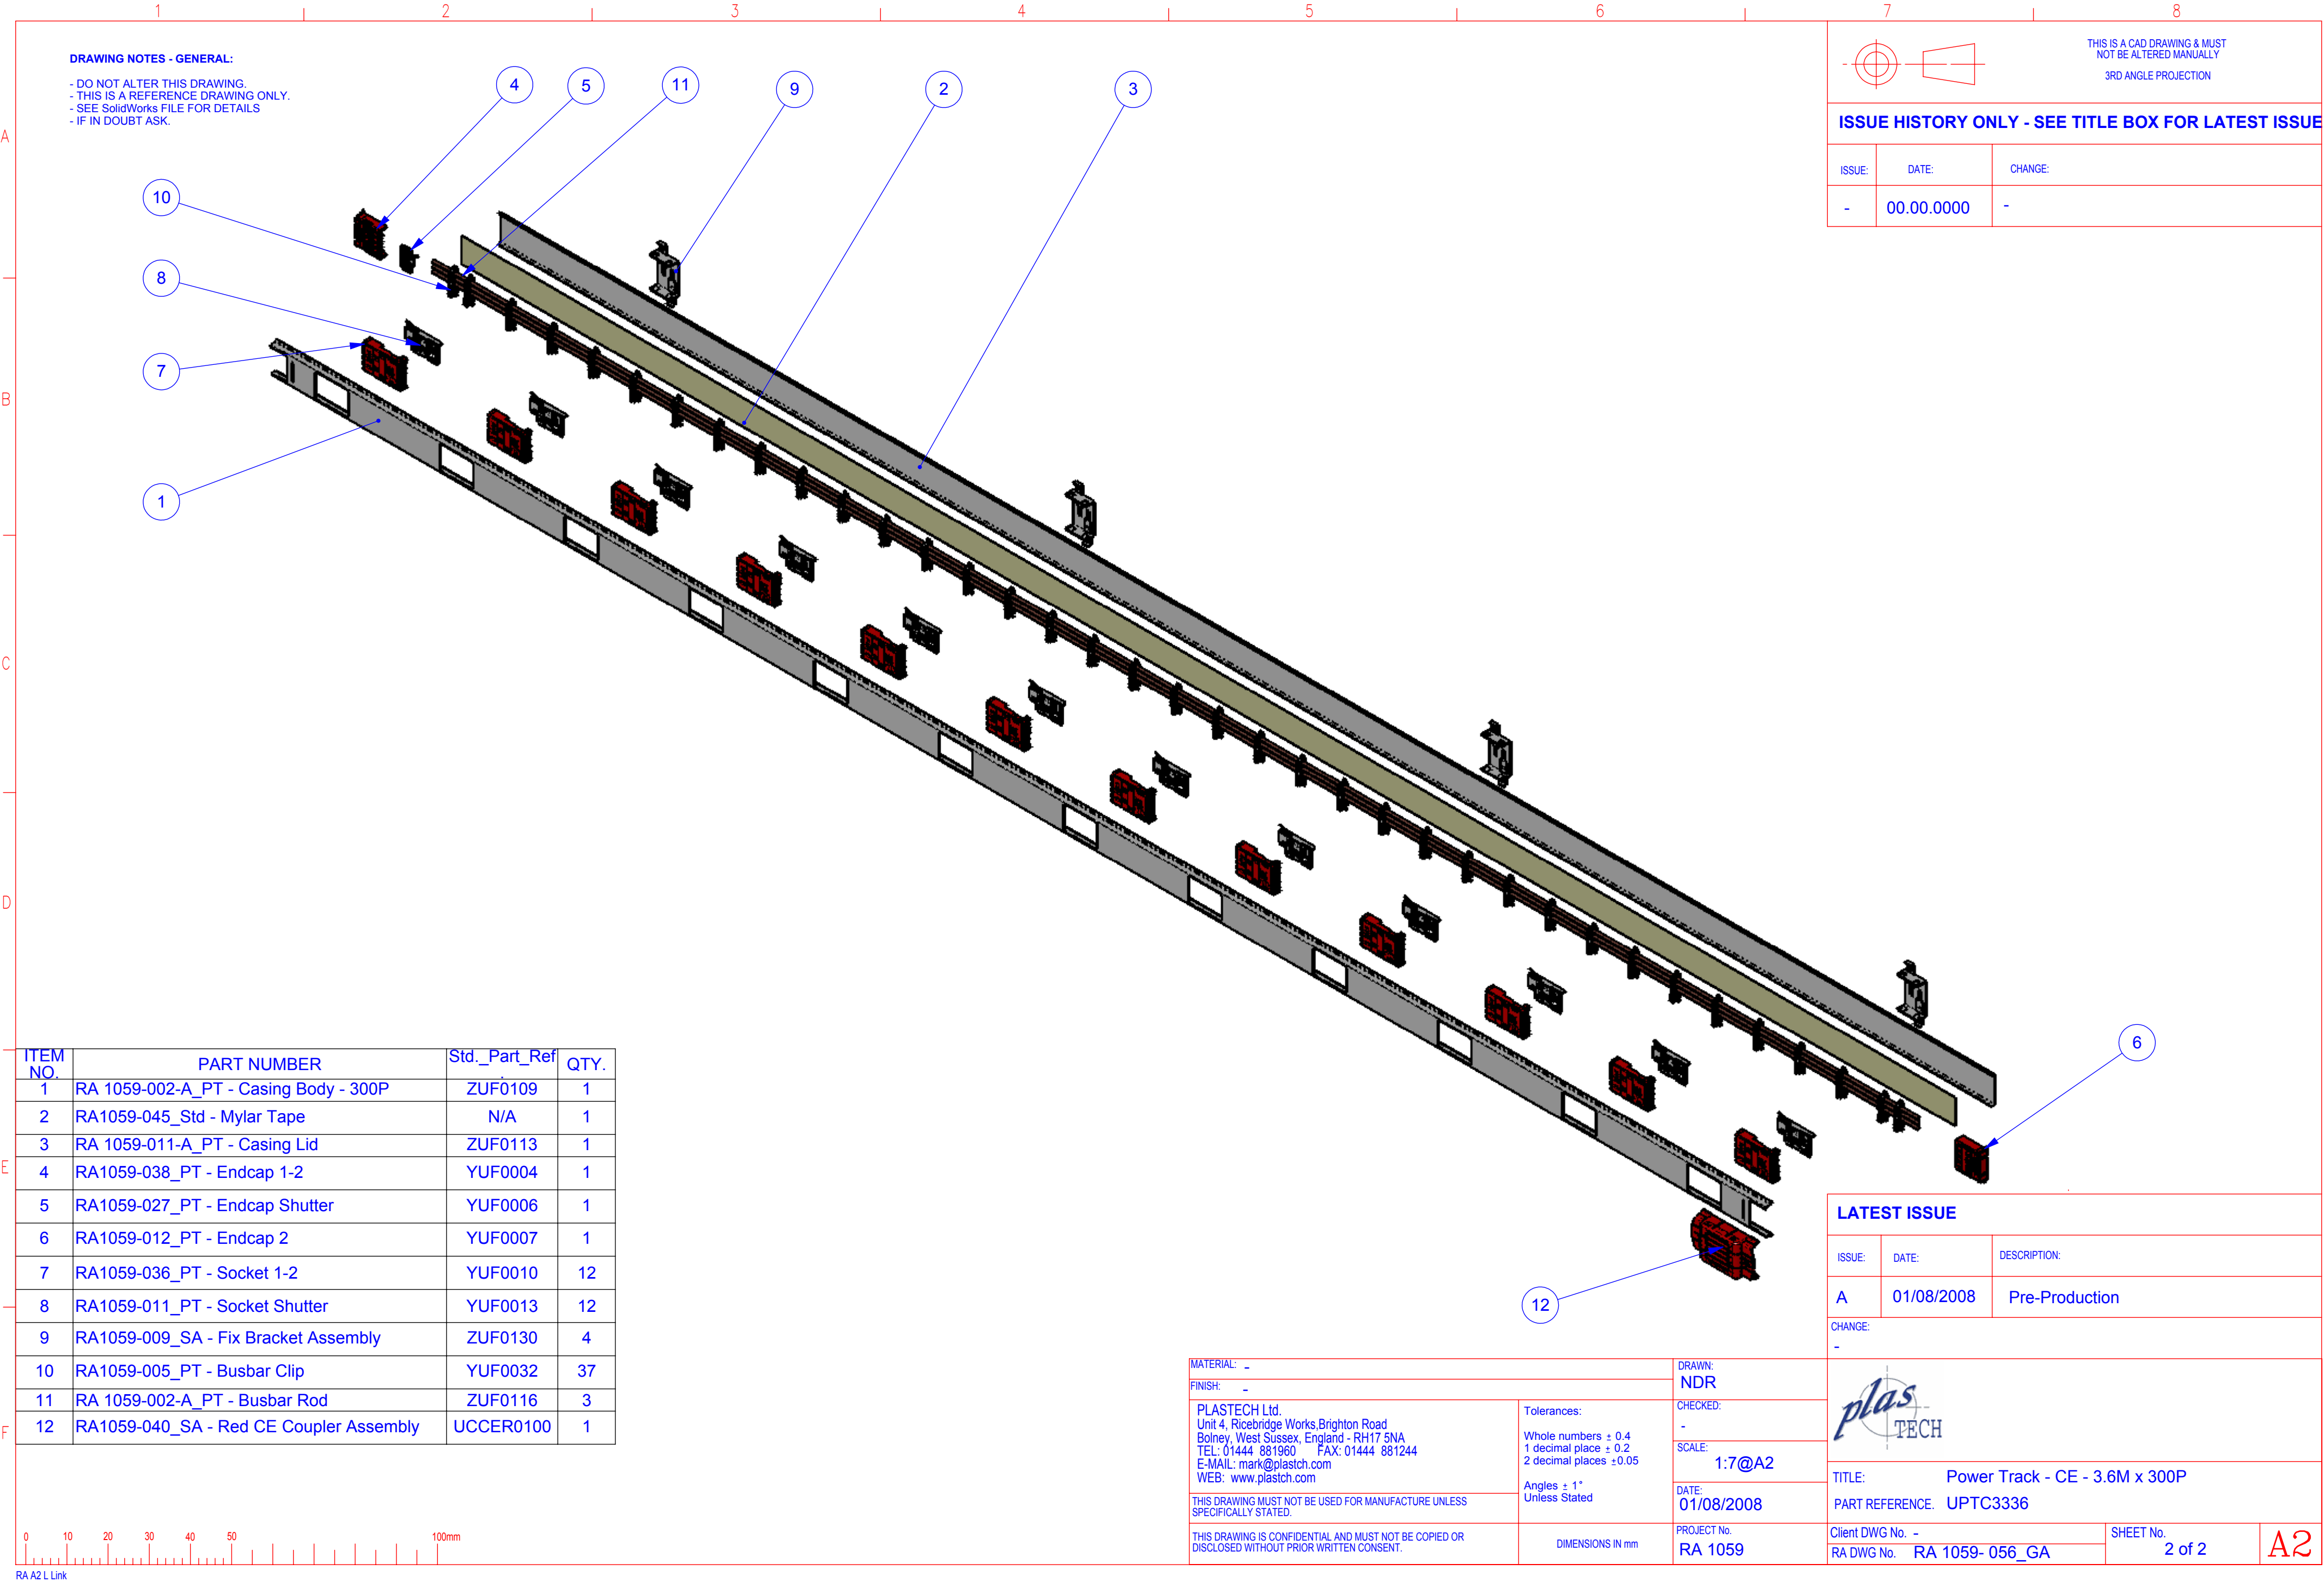 1 2 3 4 5 6 7 8
DRAWING NOTES - GENERAL:
- DO NOT ALTER THIS DRAWING.
- THIS IS A REFERENCE DRAWING ONLY.
- SEE SolidWorks FILE FOR DETAILS
- IF IN DOUBT ASK.
THIS IS A CAD DRAWING & MUST
NOT BE ALTERED MANUALLY
3RD ANGLE PROJECTION
ISSUE HISTORY ONLY - SEE TITLE BOX FOR LATEST ISSUE
ISSUE: DATE: CHANGE:
- 00.00.0000 -
A
B
C
D
E
F
4 5 11 9 2 3
10
8
7
1
6
12
ITEM NO. PART NUMBER Std._Part_Ref. QTY.
1 RA 1059-002-A_PT - Casing Body - 300P ZUF0109 1
2 RA1059-045_Std - Mylar Tape N/A 1
3 RA 1059-011-A_PT - Casing Lid ZUF0113 1
4 RA1059-038_PT - Endcap 1-2 YUF0004 1
5 RA1059-027_PT - Endcap Shutter YUF0006 1
6 RA1059-012_PT - Endcap 2 YUF0007 1
7 RA1059-036_PT - Socket 1-2 YUF0010 12
8 RA1059-011_PT - Socket Shutter YUF0013 12
9 RA1059-009_SA - Fix Bracket Assembly ZUF0130 4
10 RA1059-005_PT - Busbar Clip YUF0032 37
11 RA 1059-002-A_PT - Busbar Rod ZUF0116 3
12 RA1059-040_SA - Red CE Coupler Assembly UCCER0100 1
LATEST ISSUE
ISSUE: DATE: DESCRIPTION:
A 01/08/2008 Pre-Production
CHANGE:
-
MATERIAL: -
FINISH: -
PLASTECH Ltd.
Unit 4, Ricebridge Works,Brighton Road
Bolney, West Sussex, England - RH17 5NA
TEL: 01444 881960 FAX: 01444 881244
E-MAIL: mark@plastch.com
WEB: www.plastch.com
THIS DRAWING MUST NOT BE USED FOR MANUFACTURE UNLESS
SPECIFICALLY STATED.
THIS DRAWING IS CONFIDENTIAL AND MUST NOT BE COPIED OR
DISCLOSED WITHOUT PRIOR WRITTEN CONSENT.
Tolerances:
Whole numbers ± 0.4
1 decimal place ± 0.2
2 decimal places ±0.05
Angles ± 1°
Unless Stated
DIMENSIONS IN mm
DRAWN:
NDR
CHECKED:
-
SCALE:
1:7@A2
DATE:
01/08/2008
PROJECT No.
RA 1059
plas
TECH
TITLE: Power Track - CE - 3.6M x 300P
PART REFERENCE. UPTC3336
Client DWG No. -
RA DWG No. RA 1059- 056_GA
SHEET No.
2 of 2
A2
0 10 20 30 40 50 100mm
RA A2 L Link